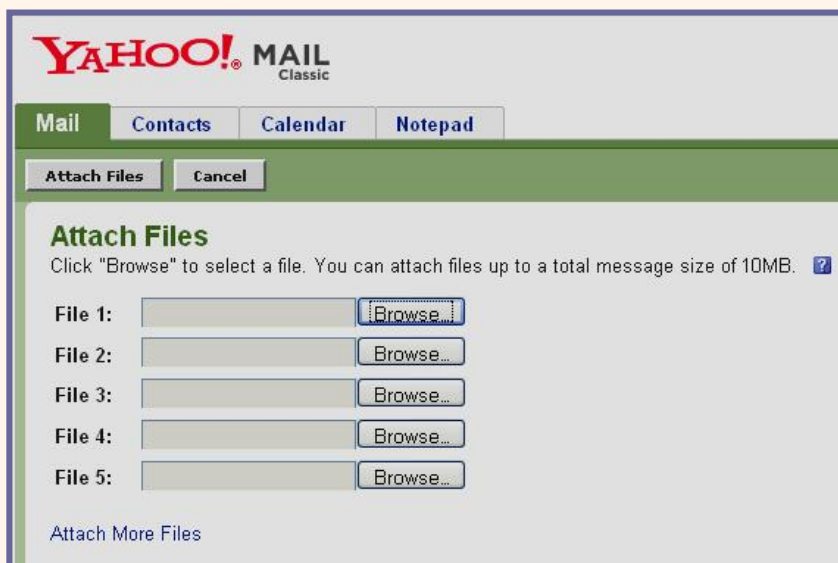 YAHOO!® MAIL
Classic
Mail Contacts Calendar Notepad
Attach Files Cancel
Attach Files
Click "Browse" to select a file. You can attach files up to a total message size of 10MB. ?
File 1: Browse...
File 2: Browse...
File 3: Browse...
File 4: Browse...
File 5: Browse...
Attach More Files